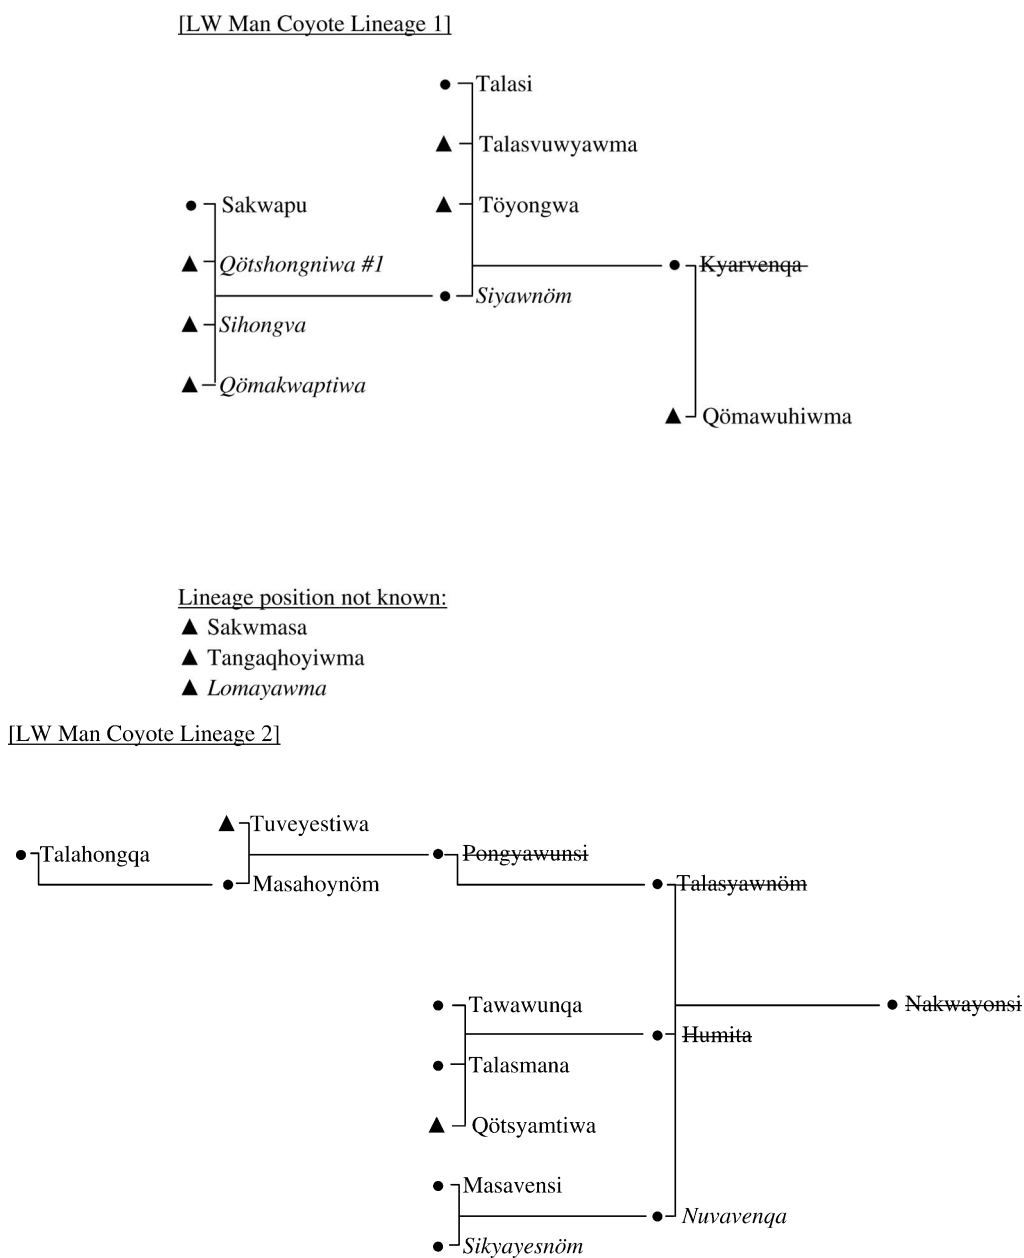 [LW Man Coyote Lineage 1]
Talasi
Talasvuwyawma
Sakwapu
Töyongwa
Qötshongniwa #1
Kyarvenqa
Siyawnöm
Sihongva
Qömakwaptiwa
Qömawuhiwma
Lineage position not known:
Sakwmasa
Tangaqhoyiwma
Lomayawma
[LW Man Coyote Lineage 2]
Tuveyestiwa
Talahongqa
Pongyawunsi
Masahoynöm
Talasyawnöm
Tawawunqa
Nakwayonsi
Humita
Talasmana
Qötsyamtiwa
Masavensi
Nuvavenqa
Sikyayesnöm